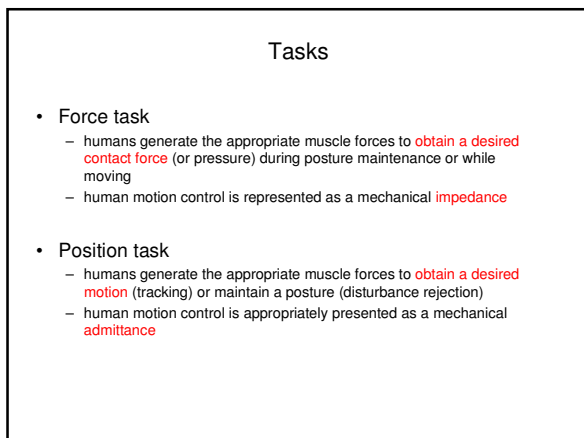 Tasks
• Force task
– humans generate the appropriate muscle forces to obtain a desired
contact force (or pressure) during posture maintenance or while
moving
– human motion control is represented as a mechanical impedance
• Position task
– humans generate the appropriate muscle forces to obtain a desired
motion (tracking) or maintain a posture (disturbance rejection)
– human motion control is appropriately presented as a mechanical
admittance